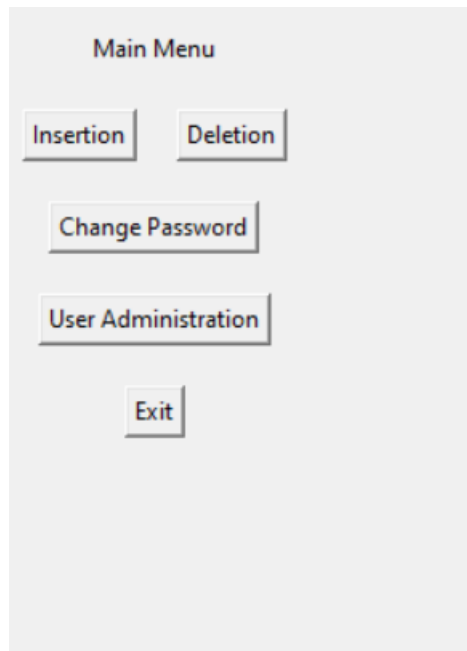 Main Menu
Insertion Deletion
Change Password
User Administration
Exit